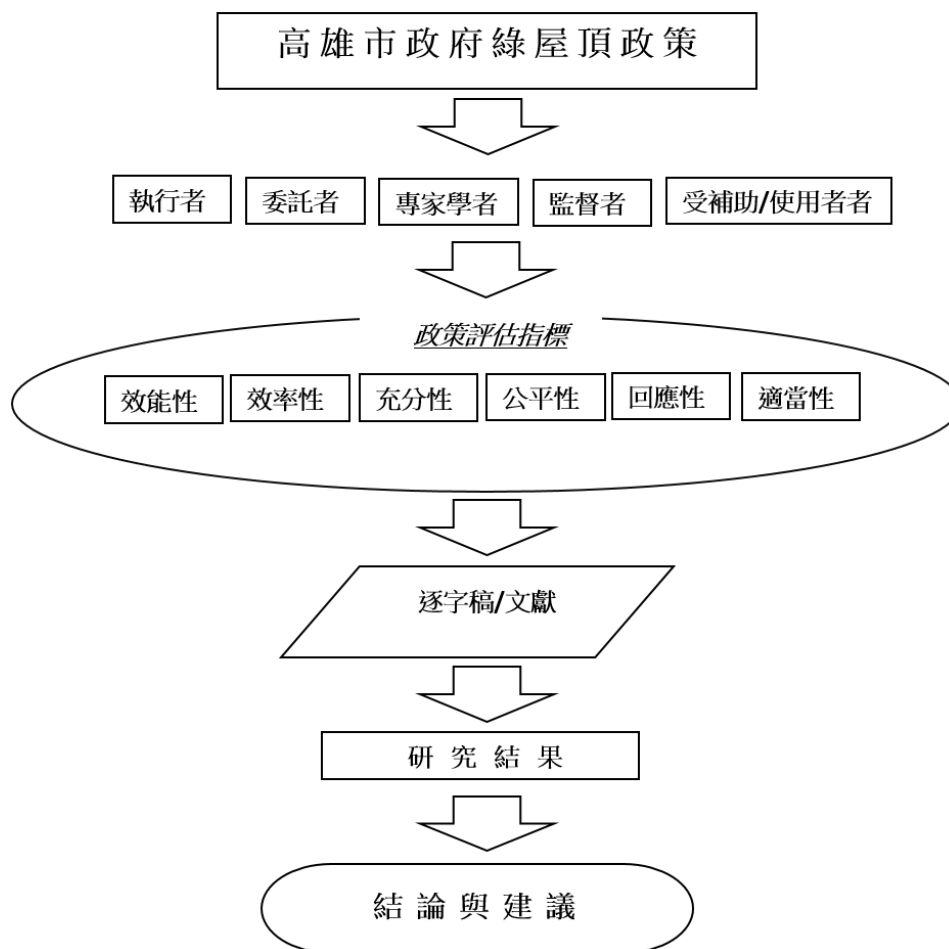 高雄市政府綠屋頂政策
執行者 委託者 專家學者 監督者 受補助/使用者者
政策評估指標
效能性 效率性 充分性 公平性 回應性 適當性
逐字稿/文獻
研究結果
結論與建議